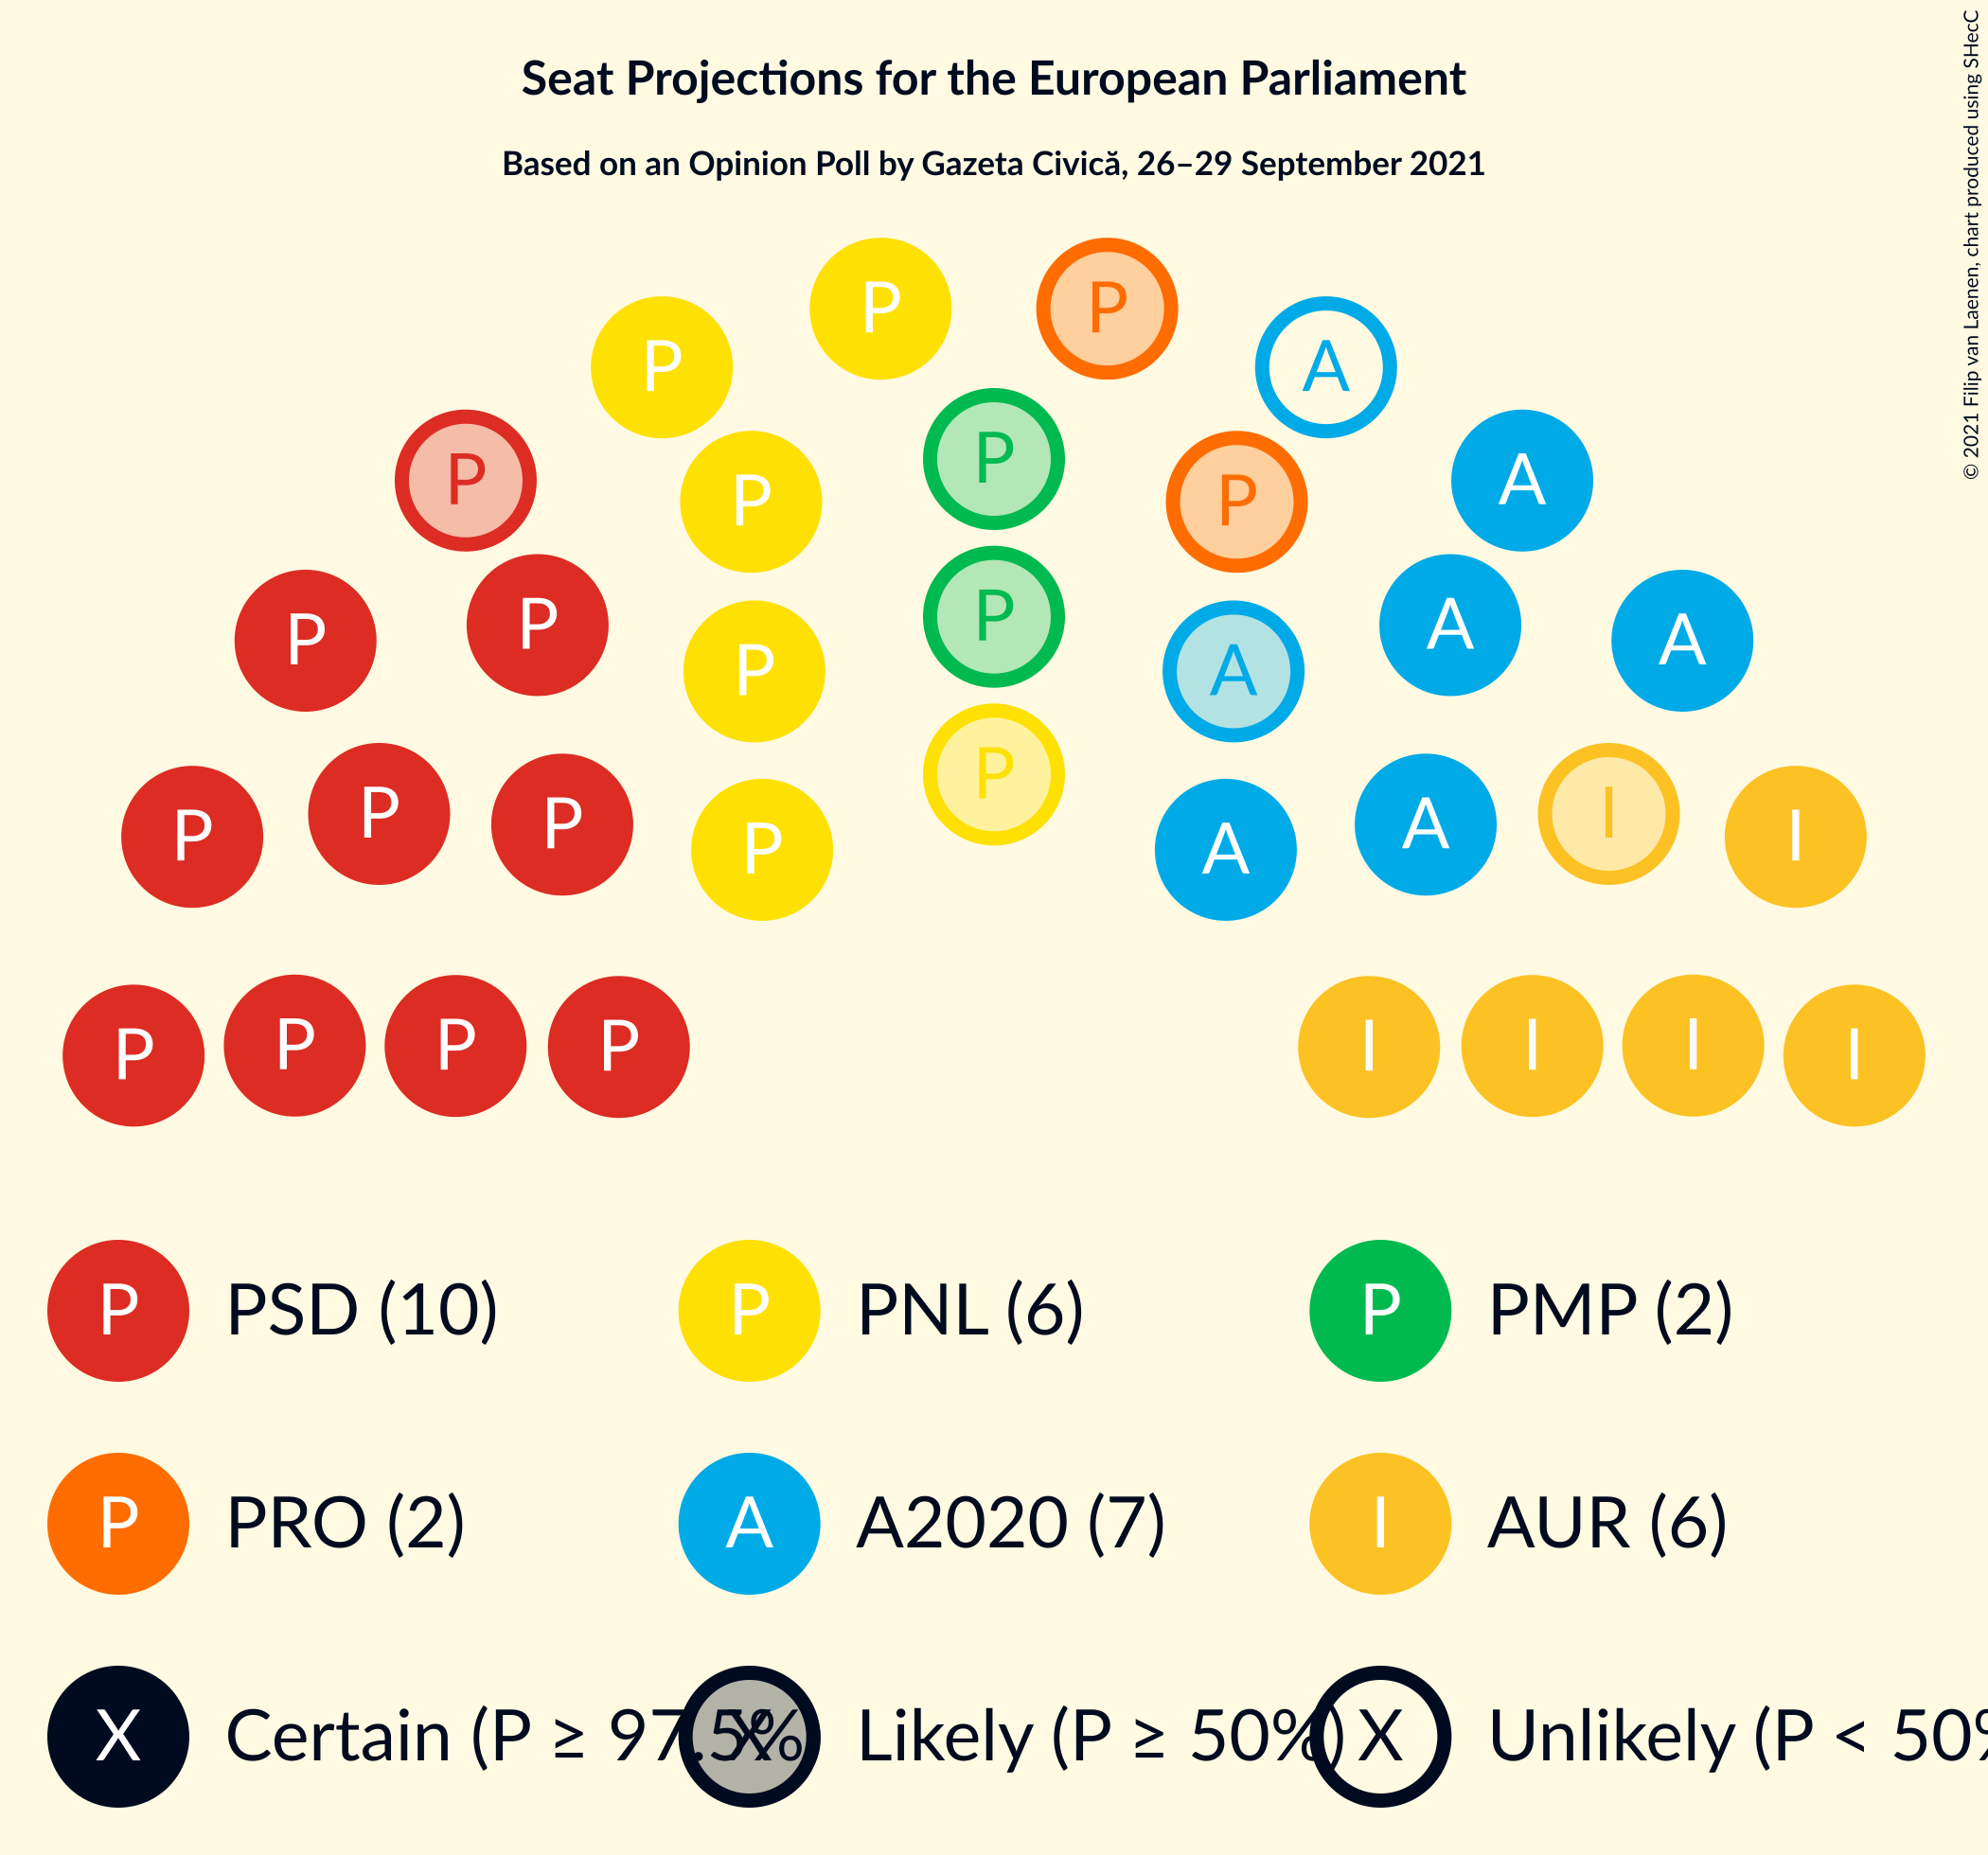 Seat Projections for the European Parliament
Based on an Opinion Poll by Gazeta Civică, 26–29 September 2021
© 2021 Filip van Laenen, chart produced using SHecC
P P
P A
P P A
P P
P P P A
P P A A
P A
P P P P A A I I
P P P P I I I I
P PSD (10) P PNL (6) P PMP (2)
P PRO (2) A A2020 (7) I AUR (6)
X Certain (P ≥ 97.5% X Likely (P ≥ 50%) X Unlikely (P < 50%